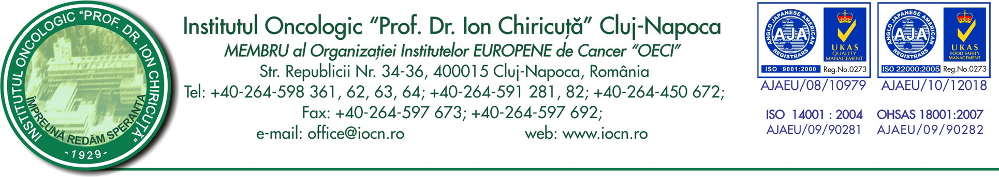 INSTITUTUL ONCOLOGIC "PROF. DR. ION CHIRICUȚĂ"
ÎMPREUNĂ REDĂM SPERANȚA
-1929-
Institutul Oncologic "Prof. Dr. Ion Chiricuță" Cluj-Napoca
MEMBRU al Organizației Institutelor EUROPENE de Cancer "OECI"
Str. Republicii Nr. 34-36, 400015 Cluj-Napoca, România
Tel: +40-264-598 361, 62, 63, 64; +40-264-591 281, 82; +40-264-450 672;
Fax: +40-264-597 673; +40-264-597 692;
e-mail: office@iocn.ro web: www.iocn.ro
ANGLO JAPANESE AMERICAN
AJA
REGISTRARS
UKAS
QUALITY
MANAGEMENT
ISO 9001:2000 Reg.No.0273
AJAEU/08/10979
ANGLO JAPANESE AMERICAN
AJA
REGISTRARS
UKAS
FOOD SAFETY
MANAGEMENT
ISO 22000:2005 Reg.No.0273
AJAEU/10/12018
ISO 14001 : 2004
AJAEU/09/90281
OHSAS 18001:2007
AJAEU/09/90282